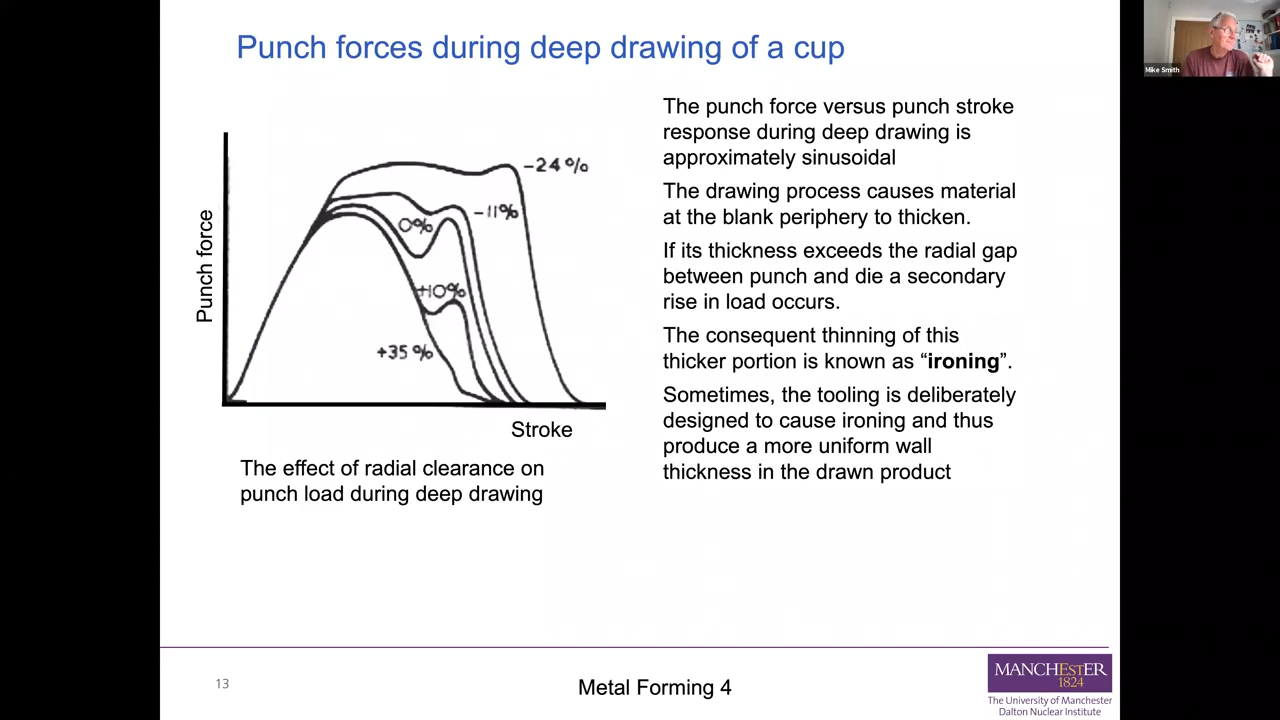 Punch forces during deep drawing of a cup
Mike Smith
Punch force
-24%
-11%
0%
+10%
+35%
Stroke
The effect of radial clearance on
punch load during deep drawing
The punch force versus punch stroke
response during deep drawing is
approximately sinusoidal
The drawing process causes material
at the blank periphery to thicken.
If its thickness exceeds the radial gap
between punch and die a secondary
rise in load occurs.
The consequent thinning of this
thicker portion is known as “ironing”.
Sometimes, the tooling is deliberately
designed to cause ironing and thus
produce a more uniform wall
thickness in the drawn product
13
Metal Forming 4
MANCHESTER
1824
The University of Manchester
Dalton Nuclear Institute